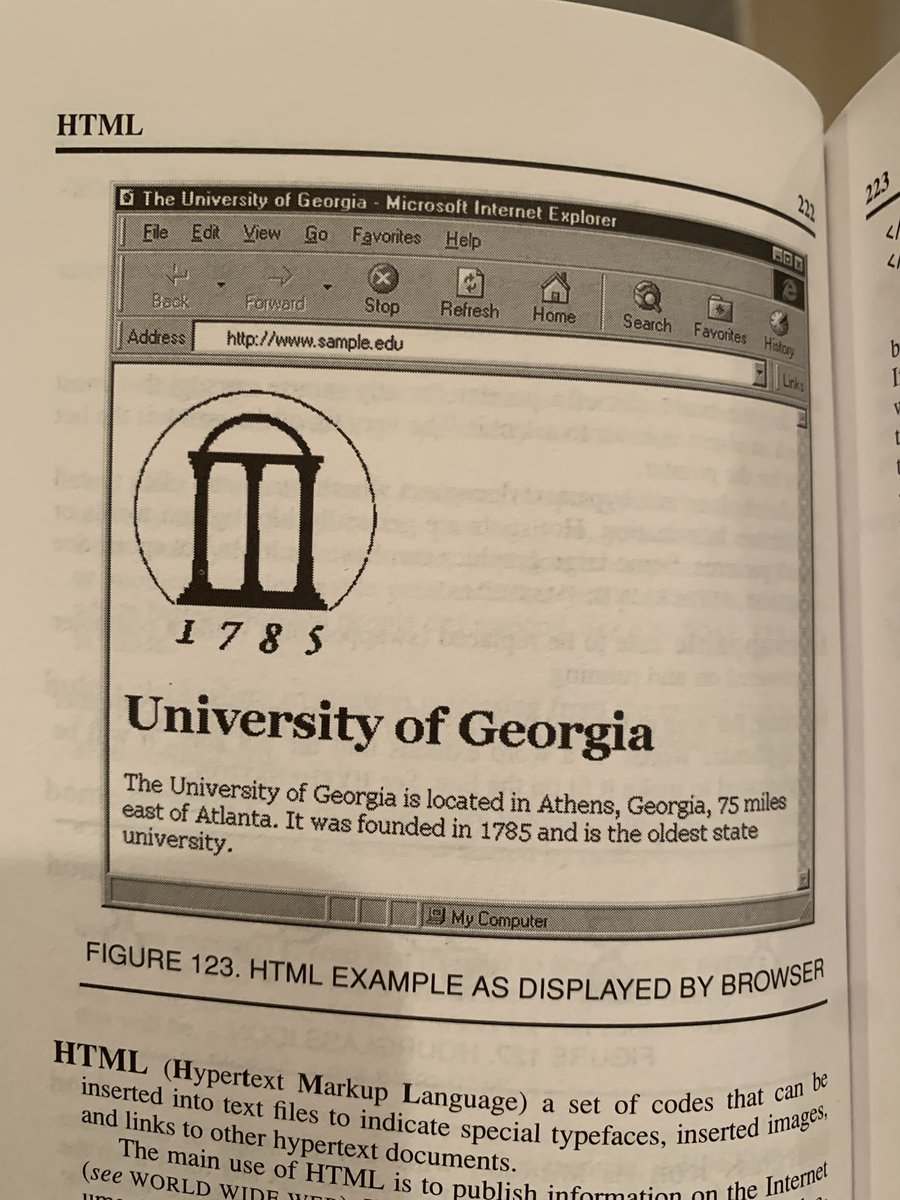 HTML
222
223
The University of Georgia - Microsoft Internet Explorer
File Edit View Go Favorites Help
Back Forward Stop Refresh Home Search Favorites History
Address http://www.sample.edu Links
1785
University of Georgia
The University of Georgia is located in Athens, Georgia, 75 miles
east of Atlanta. It was founded in 1785 and is the oldest state
university.
My Computer
FIGURE 123. HTML EXAMPLE AS DISPLAYED BY BROWSER
HTML (Hypertext Markup Language) a set of codes that can be
inserted into text files to indicate special typefaces, inserted images,
and links to other hypertext documents.
The main use of HTML is to publish information on the Internet
(see WORLD WIDE WEB).